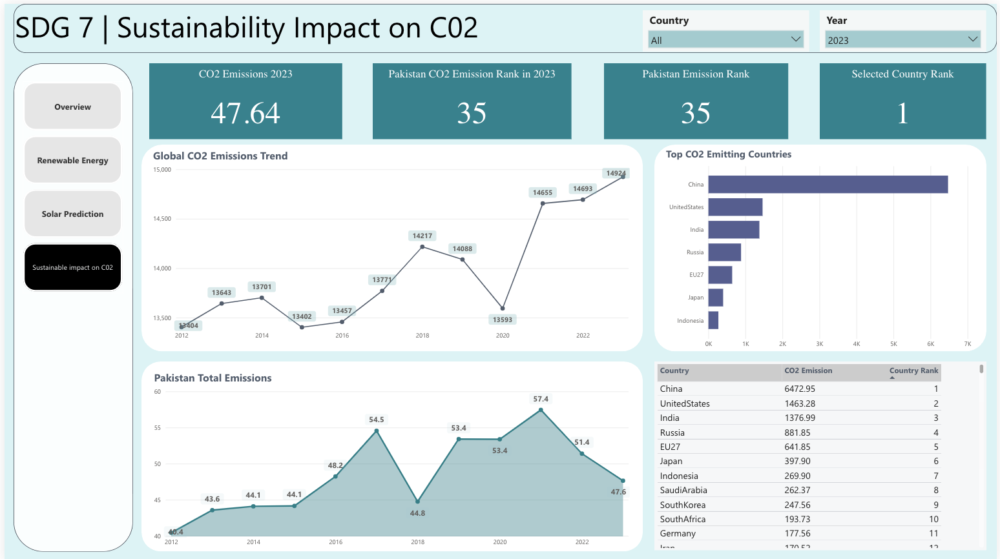 SDG 7 | Sustainability Impact on C02
Country
All
Year
2023
Overview
Renewable Energy
Solar Prediction
Sustainable impact on C02
CO2 Emissions 2023
47.64
Pakistan CO2 Emission Rank in 2023
35
Pakistan Emission Rank
35
Selected Country Rank
1
Global CO2 Emissions Trend
15,000
14,500
14,000
13,500
13404
13643
13701
13402
13457
13771
14217
14088
13593
14655
14693
14924
2012
2014
2016
2018
2020
2022
Top CO2 Emitting Countries
China
UnitedStates
India
Russia
EU27
Japan
Indonesia
0K
1K
2K
3K
4K
5K
6K
7K
Pakistan Total Emissions
60
55
50
45
40
40.4
43.6
44.1
44.1
48.2
54.5
44.8
53.4
53.4
57.4
51.4
47.6
2012
2014
2016
2018
2020
2022
Country CO2 Emission Country Rank
China 6472.95 1
UnitedStates 1463.28 2
India 1376.99 3
Russia 881.85 4
EU27 641.85 5
Japan 397.90 6
Indonesia 269.90 7
SaudiArabia 262.37 8
SouthKorea 247.56 9
SouthAfrica 193.73 10
Germany 177.56 11
Iran 170.52 12